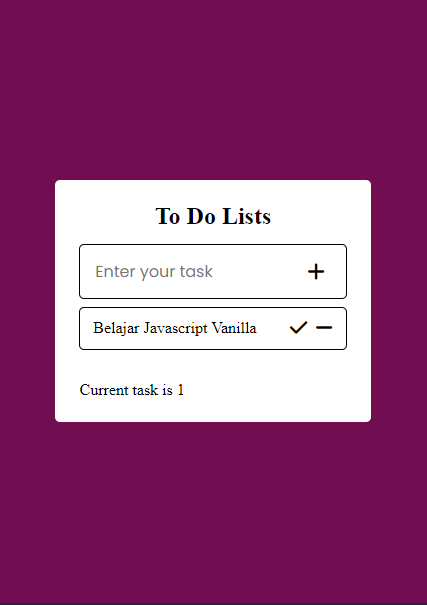 To Do Lists
Enter your task
Belajar Javascript Vanilla
Current task is 1